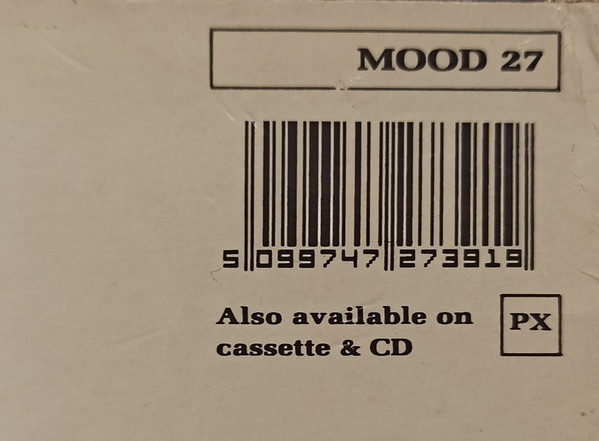 MOOD 27
5 099747 273919
Also available on
cassette & CD
PX